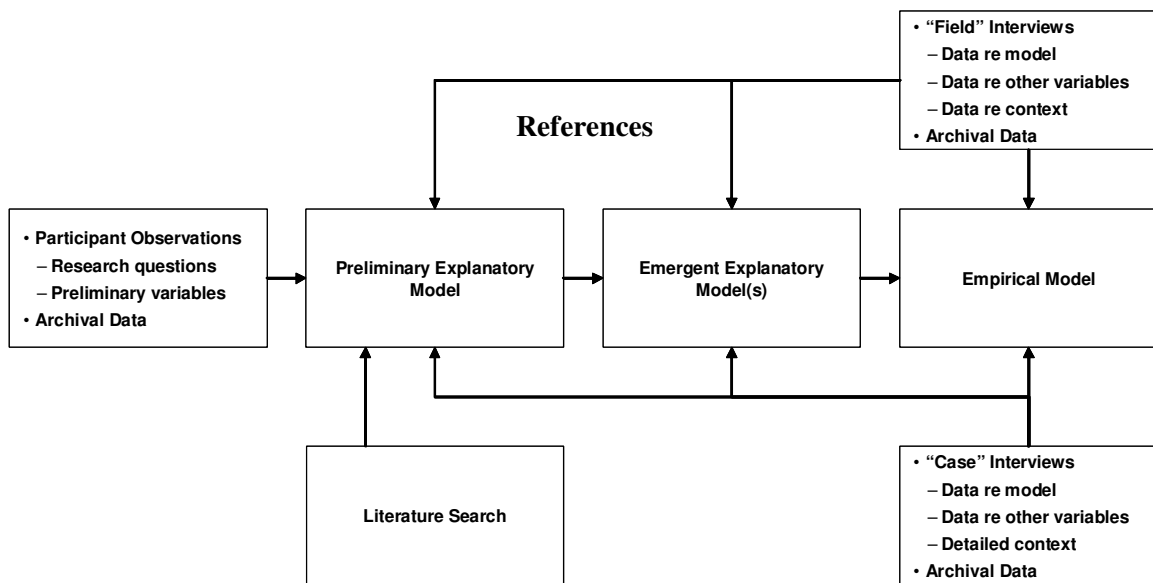 • “Field” Interviews
– Data re model
– Data re other variables
– Data re context
• Archival Data
References
• Participant Observations
– Research questions
– Preliminary variables
• Archival Data
Preliminary Explanatory
Model
Emergent Explanatory
Model(s)
Empirical Model
Literature Search
• “Case” Interviews
– Data re model
– Data re other variables
– Detailed context
• Archival Data